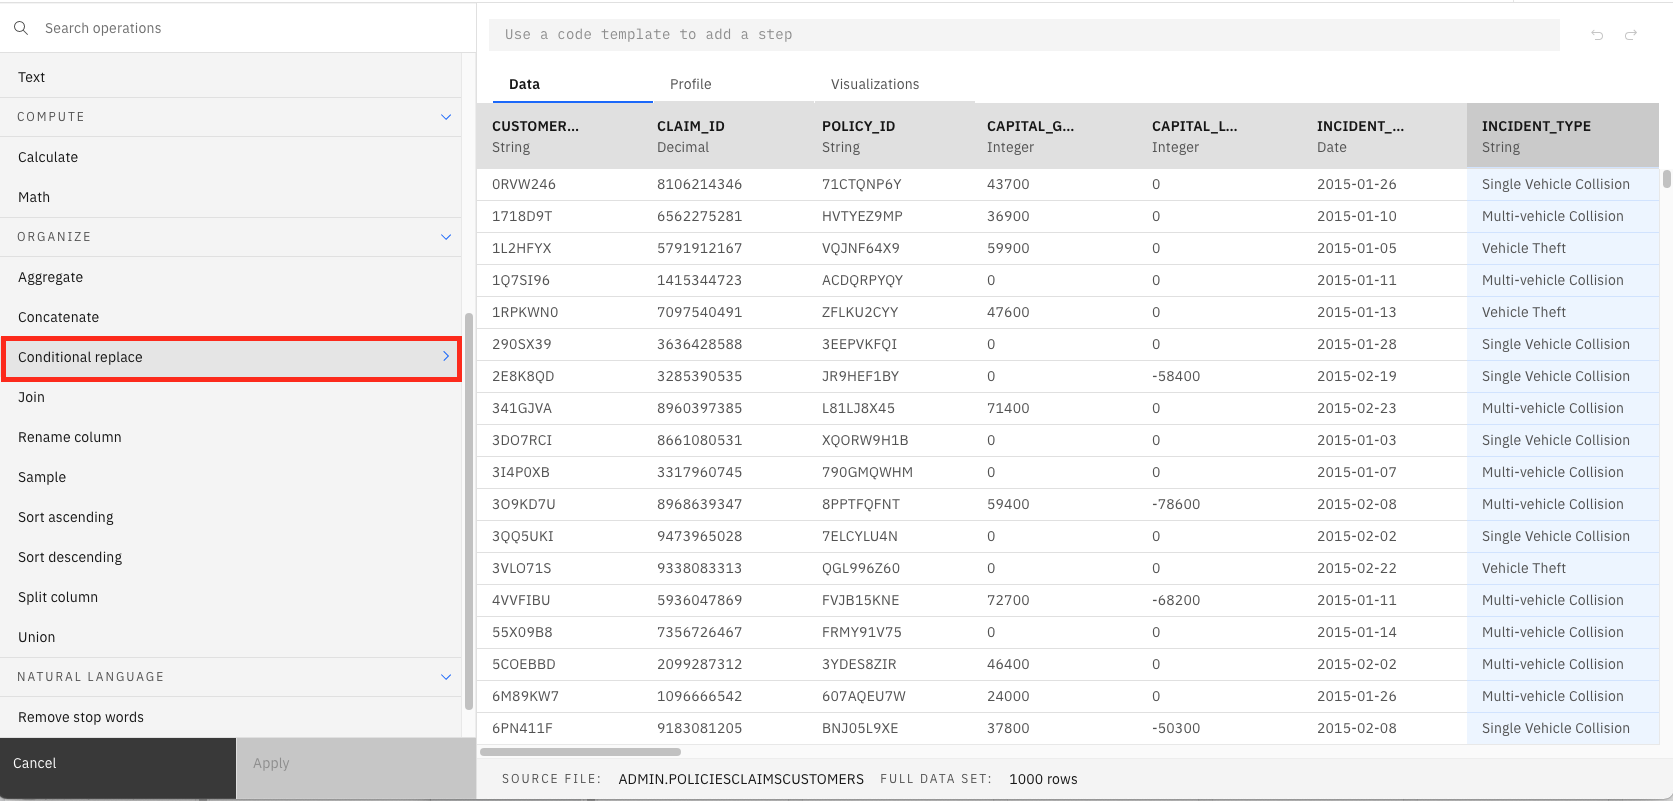 Search operations
Text
COMPUTE
Calculate
Math
ORGANIZE
Aggregate
Concatenate
Conditional replace
Join
Rename column
Sample
Sort ascending
Sort descending
Split column
Union
NATURAL LANGUAGE
Remove stop words
Cancel Apply
Use a code template to add a step
Data Profile Visualizations
CUSTOMER... CLAIM_ID POLICY_ID CAPITAL_G... CAPITAL_L... INCIDENT_... INCIDENT_TYPE
String Decimal String Integer Integer Date String
0RVW246 8106214346 71CTQNP6Y 43700 0 2015-01-26 Single Vehicle Collision
1718D9T 6562275281 HVTYEZ9MP 36900 0 2015-01-10 Multi-vehicle Collision
1L2HFYX 5791912167 VQJNF64X9 59900 0 2015-01-05 Vehicle Theft
1Q7SI96 1415344723 ACDQRPYQY 0 0 2015-01-11 Multi-vehicle Collision
1RPKWN0 7097540491 ZFLKU2CYY 47600 0 2015-01-13 Vehicle Theft
290SX39 3636428588 3EEPVKFQI 0 0 2015-01-28 Single Vehicle Collision
2E8K8QD 3285390535 JR9HEF1BY 0 -58400 2015-02-19 Single Vehicle Collision
341GJVA 8960397385 L81LJ8X45 71400 0 2015-02-23 Multi-vehicle Collision
3DO7RCI 8661080531 XQORW9H1B 0 0 2015-01-03 Single Vehicle Collision
3I4P0XB 3317960745 790GMQWHM 0 0 2015-01-07 Multi-vehicle Collision
3O9KD7U 8968639347 8PPTFQFNT 59400 -78600 2015-02-08 Multi-vehicle Collision
3QQ5UKI 9473965028 7ELCYLU4N 0 0 2015-02-02 Single Vehicle Collision
3VLO71S 9338083313 QGL996Z60 0 0 2015-02-22 Vehicle Theft
4VVFIBU 5936047869 FVJB15KNE 72700 -68200 2015-01-11 Multi-vehicle Collision
55X09B8 7356726467 FRMY91V75 0 0 2015-01-14 Multi-vehicle Collision
5COEBBD 2099287312 3YDES8ZIR 46400 0 2015-02-02 Multi-vehicle Collision
6M89KW7 1096666542 607AQEU7W 24000 0 2015-01-26 Multi-vehicle Collision
6PN411F 9183081205 BNJ05L9XE 37800 -50300 2015-02-08 Single Vehicle Collision
SOURCE FILE: ADMIN.POLICIESCLAIMSCUSTOMERS FULL DATA SET: 1000 rows